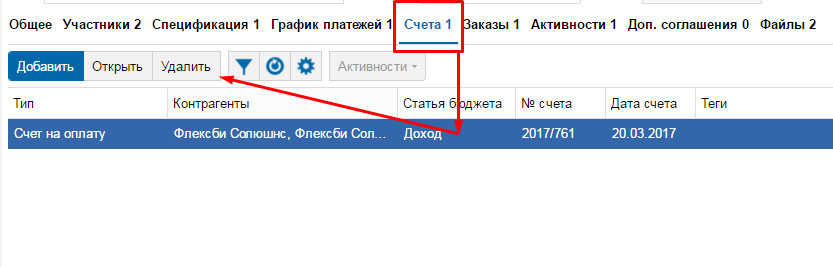 Общее Участники 2 Спецификация 1 График платежей 1 Счета 1 Заказы 1 Активности 1 Доп. соглашения 0 Файлы 2
Добавить Открыть Удалить Активности
Тип Контрагенты Статья бюджета № счета Дата счета Теги
Счет на оплату Флексби Солюшнс, Флексби Сол... Доход 2017/761 20.03.2017